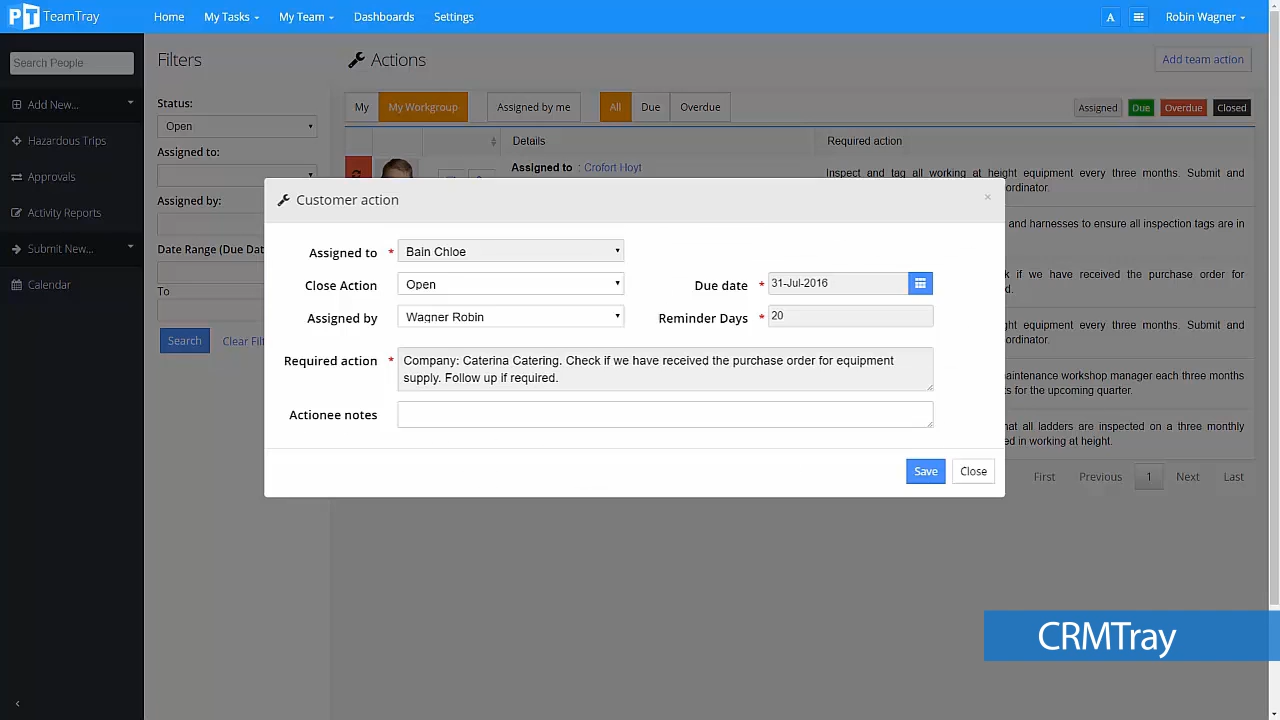 PT TeamTray
Home
My Tasks
My Team
Dashboards
Settings
A
Robin Wagner
Search People
Add New...
Hazardous Trips
Approvals
Activity Reports
Submit New...
Calendar
Filters
Status:
Open
Assigned to:
Assigned by:
Date Range (Due Dat
To
Search
Clear Filt
Actions
Add team action
My
My Workgroup
Assigned by me
All
Due
Overdue
Assigned
Due
Overdue
Closed
Details
Required action
Assigned to : Crofort Hoyt
Inspect and tag all working at height equipment every three months. Submit and
ordinator.
and harnesses to ensure all inspection tags are in
k if we have received the purchase order for
d.
ht equipment every three months. Submit and
ordinator.
maintenance workshop manager each three months
s for the upcoming quarter.
hat all ladders are inspected on a three monthly
ed in working at height.
First
Previous
1
Next
Last
Customer action
×
Assigned to *
Bain Chloe
Close Action
Open
Due date *
31-Jul-2016
Assigned by
Wagner Robin
Reminder Days *
20
Required action *
Company: Caterina Catering. Check if we have received the purchase order for equipment
supply. Follow up if required.
Actionee notes
Save
Close
CRMTray